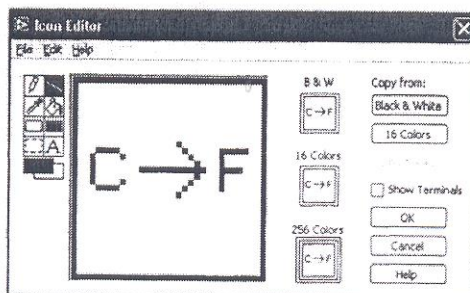 Icon Editor
File Edit Help
C→F
B & W
C→F
16 Colors
C→F
256 Colors
C→F
A
Copy from:
Black & White
16 Colors
Show Terminals
OK
Cancel
Help